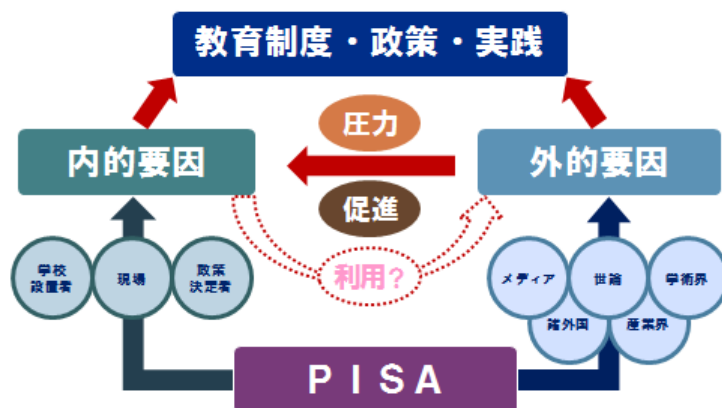 教育制度・政策・実践
圧力
内的要因
外的要因
促進
利用?
学校
設置者
現場
政策
決定者
メディア
世論
学術界
諸外国
産業界
ＰＩＳＡ